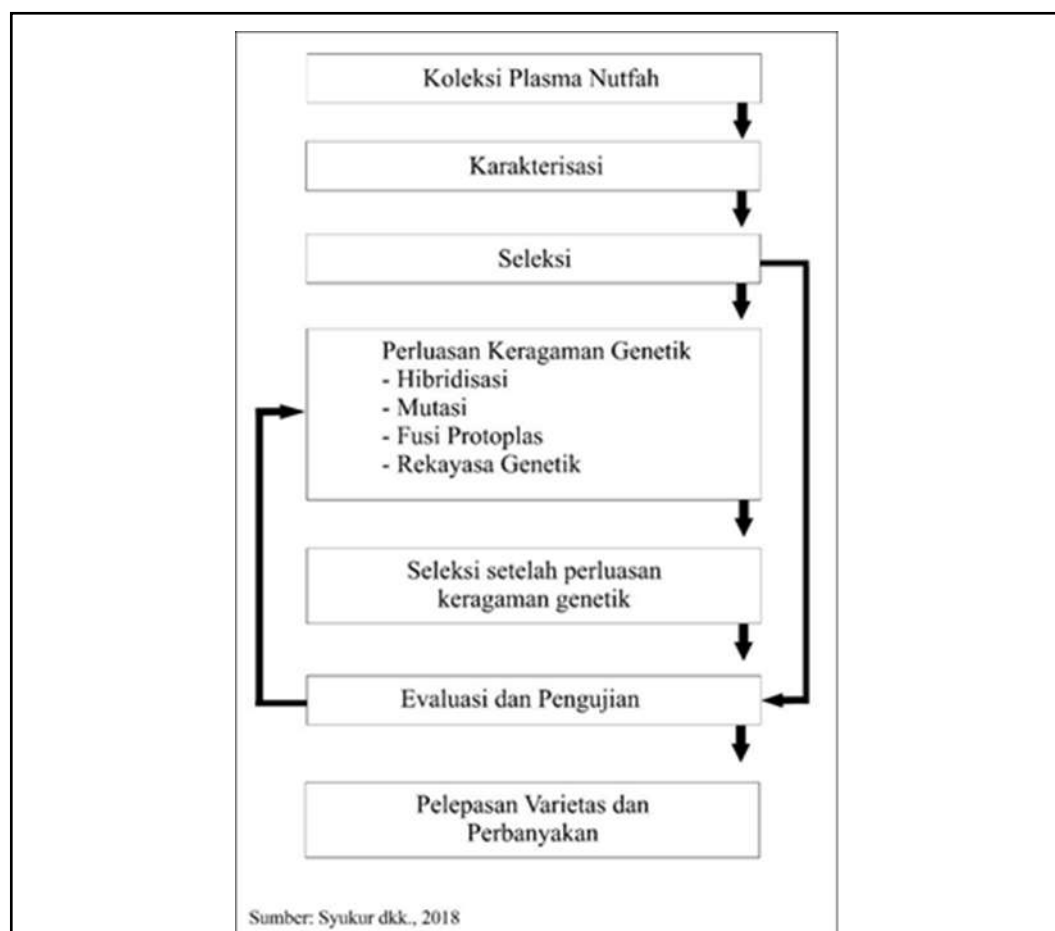 Koleksi Plasma Nutfah
Karakterisasi
Seleksi
Perluasan Keragaman Genetik
- Hibridisasi
- Mutasi
- Fusi Protoplas
- Rekayasa Genetik
Seleksi setelah perluasan
keragaman genetik
Evaluasi dan Pengujian
Pelepasan Varietas dan
Perbanyakan
Sumber: Syukur dkk., 2018